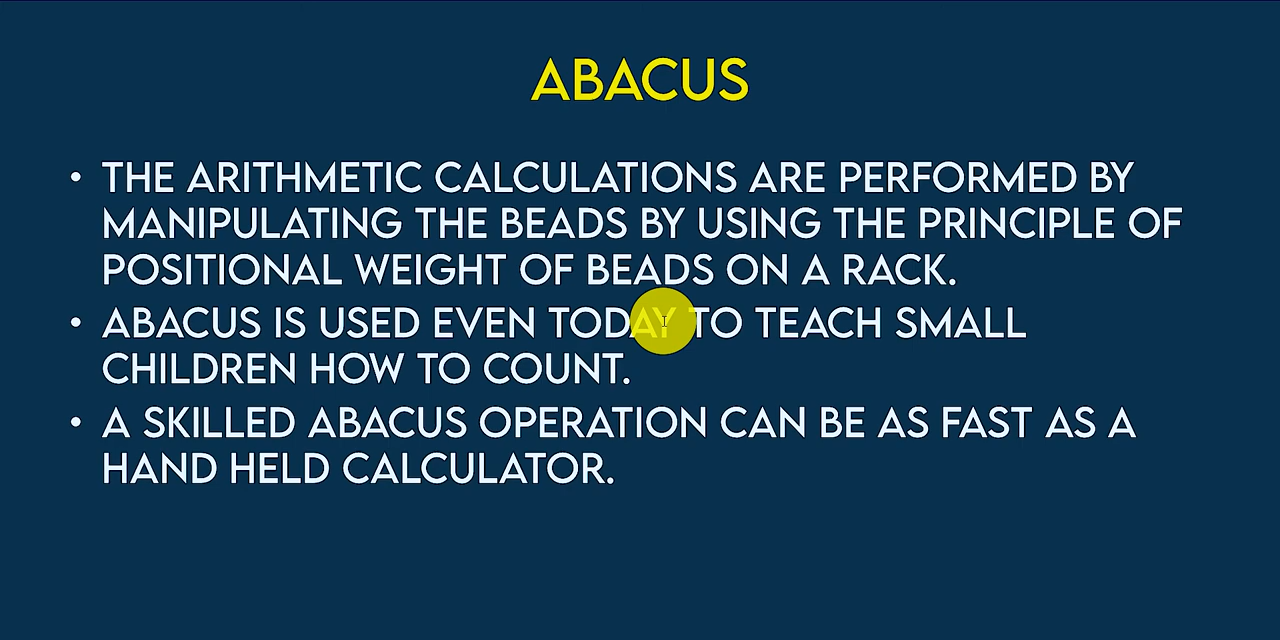 ABACUS
• THE ARITHMETIC CALCULATIONS ARE PERFORMED BY
MANIPULATING THE BEADS BY USING THE PRINCIPLE OF
POSITIONAL WEIGHT OF BEADS ON A RACK.
• ABACUS IS USED EVEN TODAY TO TEACH SMALL
CHILDREN HOW TO COUNT.
• A SKILLED ABACUS OPERATION CAN BE AS FAST AS A
HAND HELD CALCULATOR.